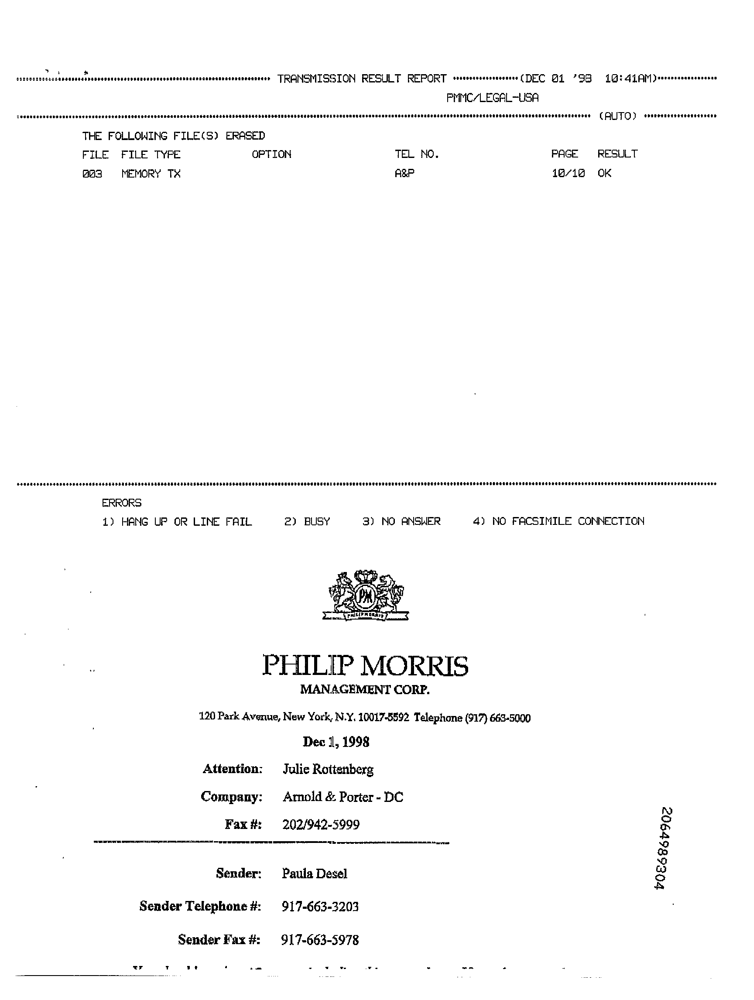 TRANSMISSION RESULT REPORT (DEC 01 '98 10:41AM)
PMMC/LEGAL-USA
(AUTO)
THE FOLLOWING FILE(S) ERASED
FILE FILE TYPE OPTION TEL NO. PAGE RESULT
003 MEMORY TX A&P 10/10 OK
ERRORS
1) HANG UP OR LINE FAIL 2) BUSY 3) NO ANSWER 4) NO FACSIMILE CONNECTION
PM
PHILIP MORRIS
PHILIP MORRIS
MANAGEMENT CORP.
120 Park Avenue, New York, N.Y. 10017-5592 Telephone (917) 663-5000
Dec 1, 1998
Attention: Julie Rottenberg
Company: Arnold & Porter - DC
Fax #: 202/942-5999
Sender: Paula Desel
Sender Telephone #: 917-663-3203
Sender Fax #: 917-663-5978
2064989304